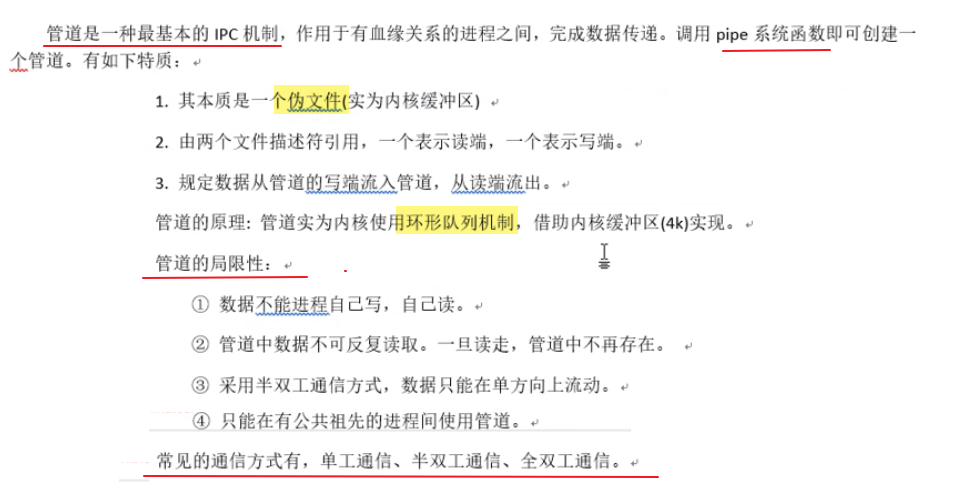 管道是一种最基本的 IPC 机制，作用于有血缘关系的进程之间，完成数据传递。调用 pipe 系统函数即可创建一
个管道。有如下特质：
1. 其本质是一个伪文件(实为内核缓冲区)
2. 由两个文件描述符引用，一个表示读端，一个表示写端。
3. 规定数据从管道的写端流入管道，从读端流出。
管道的原理: 管道实为内核使用环形队列机制，借助内核缓冲区(4k)实现。
管道的局限性：
① 数据不能进程自己写，自己读。
② 管道中数据不可反复读取。一旦读走，管道中不再存在。
③ 采用半双工通信方式，数据只能在单方向上流动。
④ 只能在有公共祖先的进程间使用管道。
常见的通信方式有，单工通信、半双工通信、全双工通信。